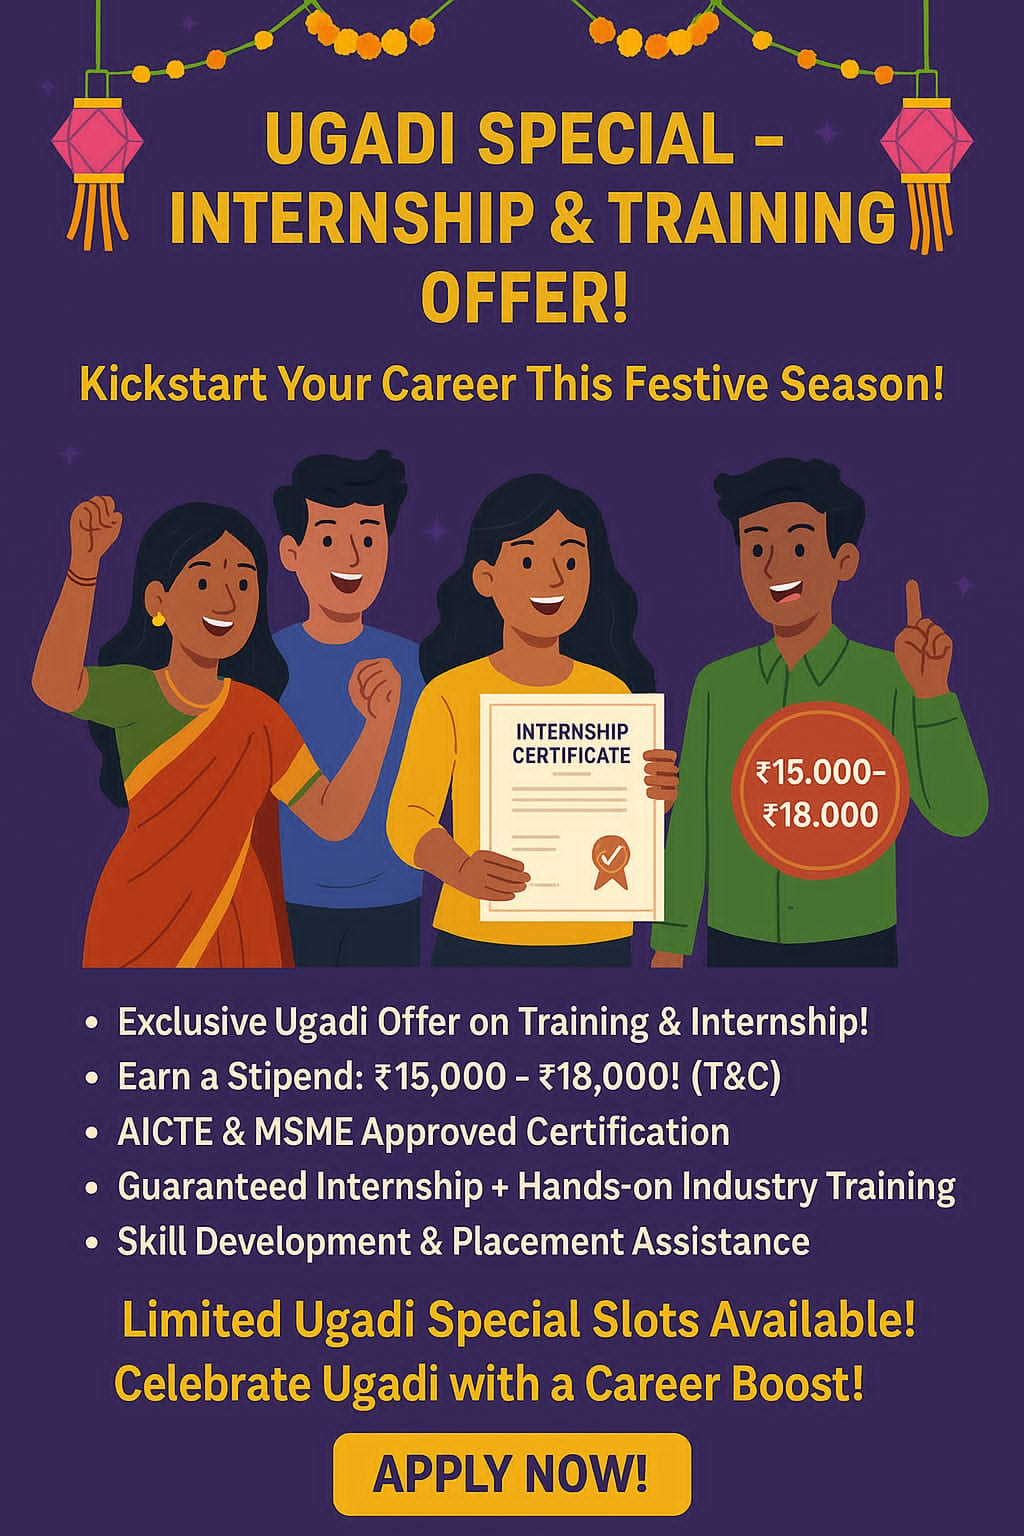 UGADI SPECIAL –
INTERNSHIP & TRAINING
OFFER!
Kickstart Your Career This Festive Season!
INTERNSHIP
CERTIFICATE
₹15.000–
₹18.000
• Exclusive Ugadi Offer on Training & Internship!
• Earn a Stipend: ₹15,000 - ₹18,000! (T&C)
• AICTE & MSME Approved Certification
• Guaranteed Internship + Hands-on Industry Training
• Skill Development & Placement Assistance
Limited Ugadi Special Slots Available!
Celebrate Ugadi with a Career Boost!
APPLY NOW!